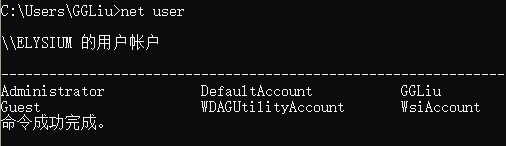 C:\Users\GGLiu>net user
\\ELYSIUM 的用户帐户
-------------------------------------------------------------------------------
Administrator DefaultAccount GGLiu
Guest WDAGUtilityAccount WsiAccount
命令成功完成。